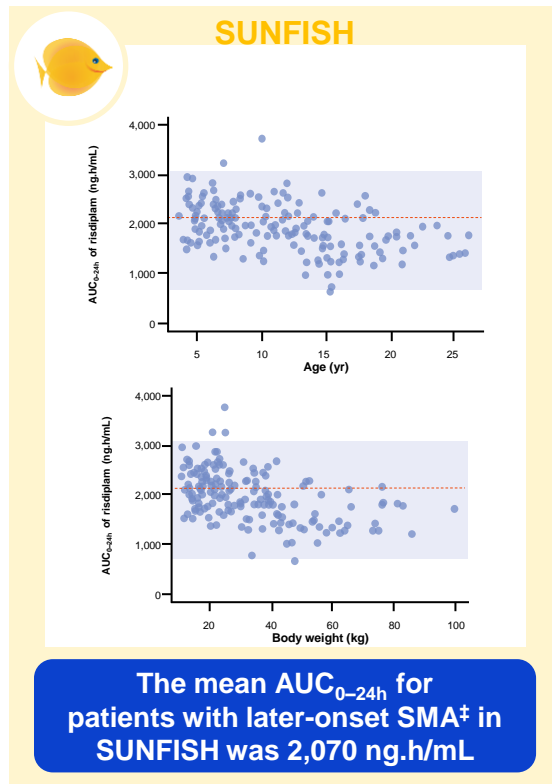 SUNFISH
AUC0–24h of risdiplam (ng.h/mL)
4,000
3,000
2,000
1,000
0
5 10 15 20 25
Age (yr)
AUC0–24h of risdiplam (ng.h/mL)
4,000
3,000
2,000
1,000
0
20 40 60 80 100
Body weight (kg)
The mean AUC0–24h for
patients with later-onset SMA‡ in
SUNFISH was 2,070 ng.h/mL